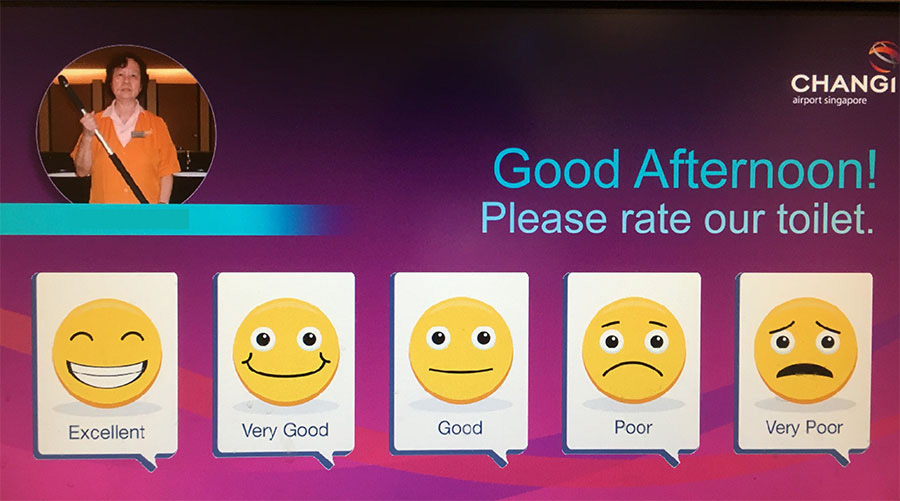 CHANGI
airport singapore
Good Afternoon!
Please rate our toilet.
Excellent
Very Good
Good
Poor
Very Poor